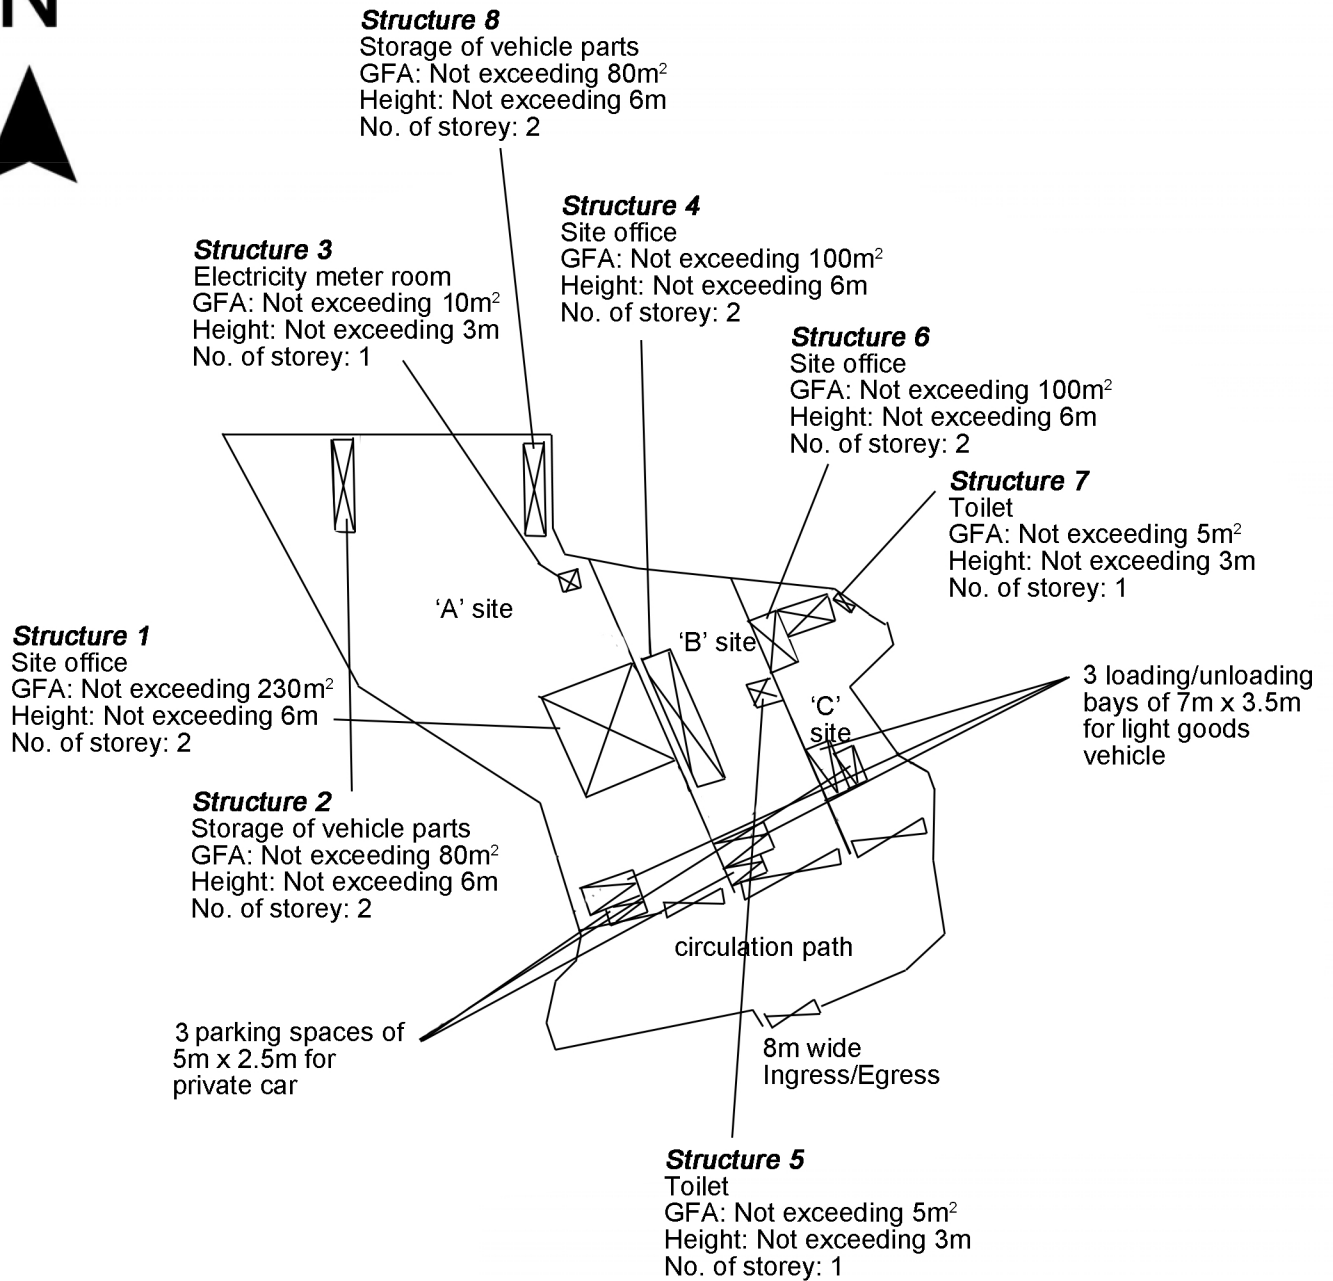 N
Structure 8
Storage of vehicle parts
GFA: Not exceeding 80m²
Height: Not exceeding 6m
No. of storey: 2
Structure 4
Site office
GFA: Not exceeding 100m²
Height: Not exceeding 6m
No. of storey: 2
Structure 3
Electricity meter room
GFA: Not exceeding 10m²
Height: Not exceeding 3m
No. of storey: 1
Structure 6
Site office
GFA: Not exceeding 100m²
Height: Not exceeding 6m
No. of storey: 2
Structure 7
Toilet
GFA: Not exceeding 5m²
Height: Not exceeding 3m
No. of storey: 1
‘A’ site
‘B’ site
‘C’
site
Structure 1
Site office
GFA: Not exceeding 230m²
Height: Not exceeding 6m
No. of storey: 2
3 loading/unloading
bays of 7m x 3.5m
for light goods
vehicle
Structure 2
Storage of vehicle parts
GFA: Not exceeding 80m²
Height: Not exceeding 6m
No. of storey: 2
circulation path
3 parking spaces of
5m x 2.5m for
private car
8m wide
Ingress/Egress
Structure 5
Toilet
GFA: Not exceeding 5m²
Height: Not exceeding 3m
No. of storey: 1